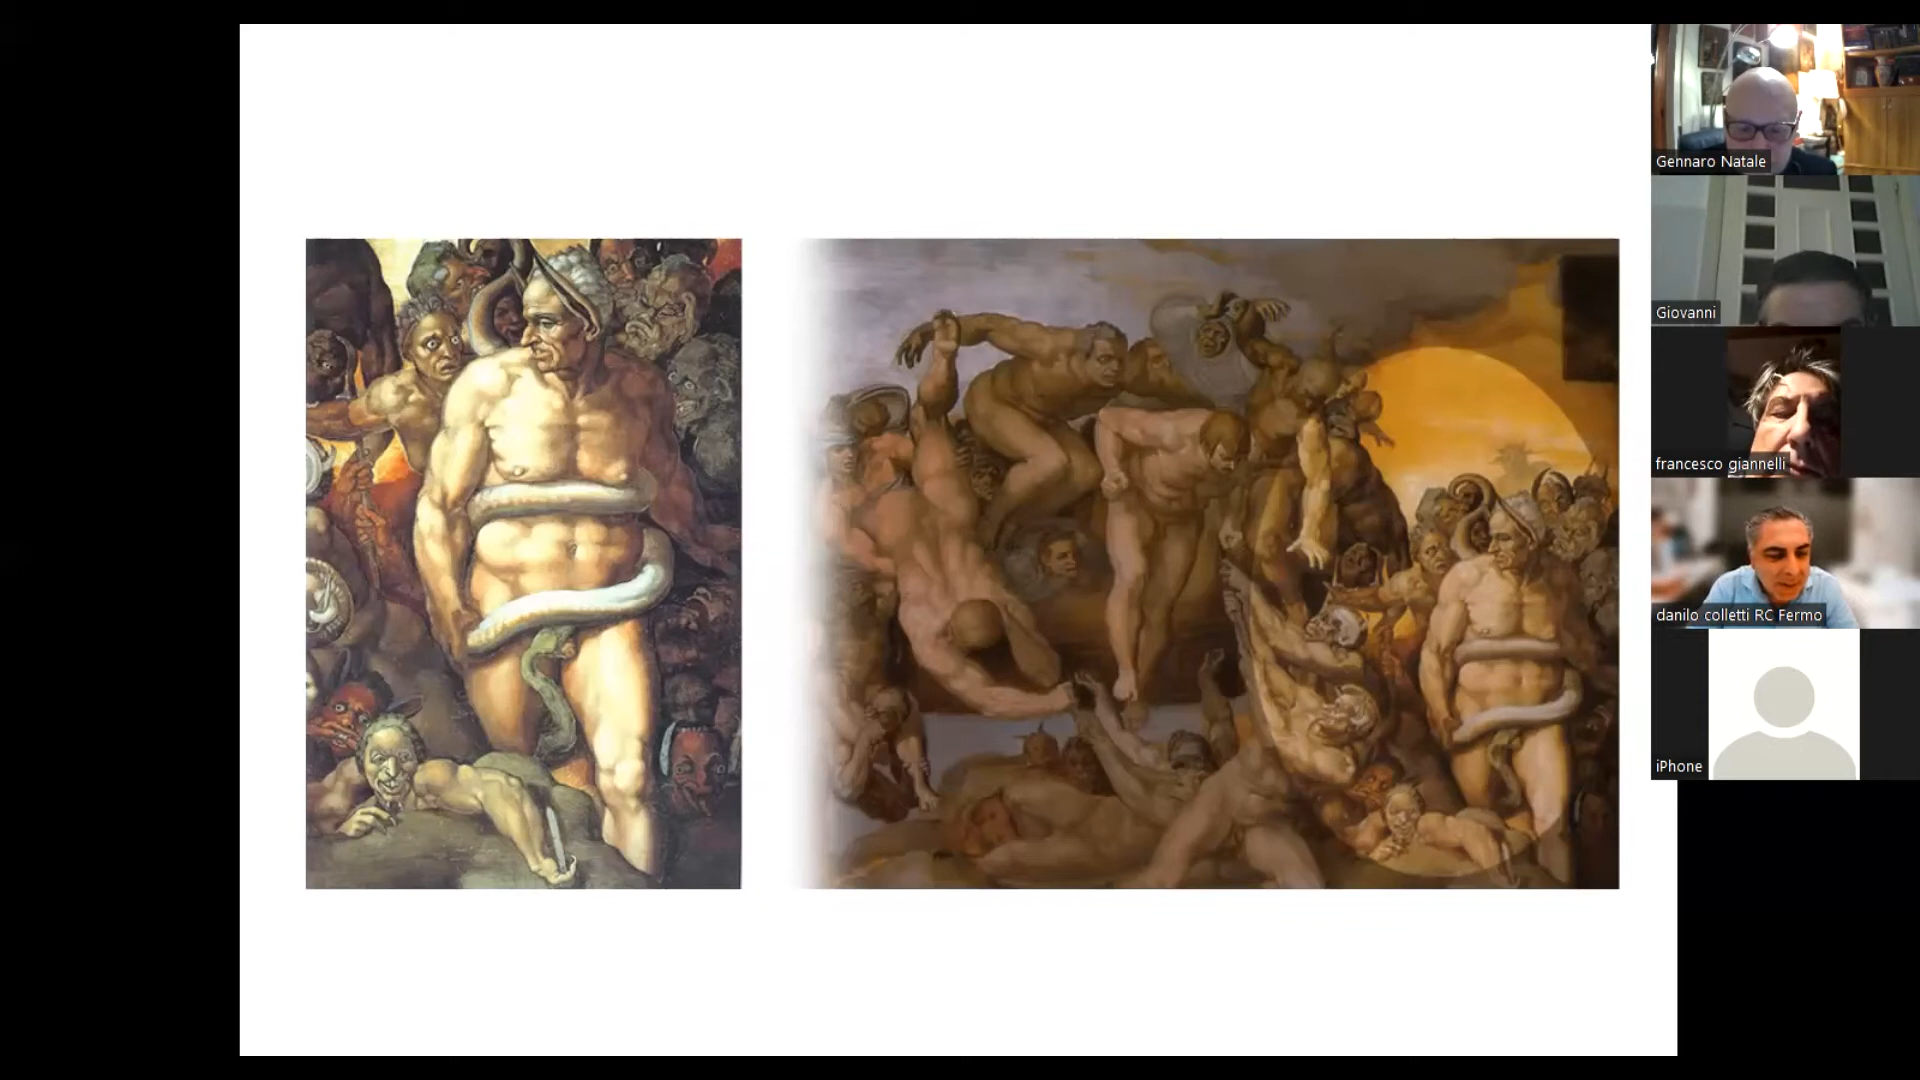 Gennaro Natale
Giovanni
francesco giannelli
danilo colletti RC Fermo
iPhone